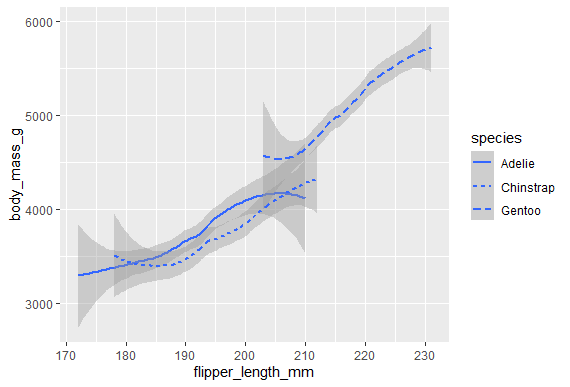 6000
5000
4000
3000
body_mass_g
170
180
190
200
210
220
230
flipper_length_mm
species
Adelie
Chinstrap
Gentoo